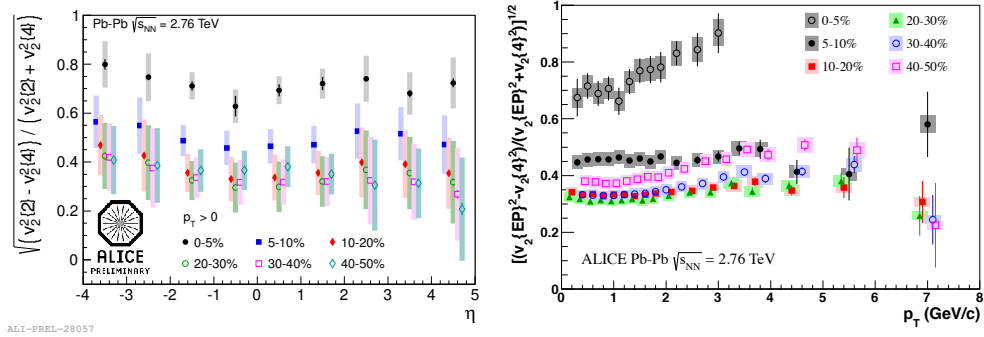 √(v₂²{2} - v₂²{4}) / (v₂²{2} + v₂²{4})
Pb-Pb √sNN = 2.76 TeV
1
0.8
0.6
0.4
0.2
0
pT > 0
0-5% 5-10% 10-20%
20-30% 30-40% 40-50%
ALICE
PRELIMINARY
-4 -3 -2 -1 0 1 2 3 4 5
η
ALI-PREL-28057
[(v₂{EP}²-v₂{4}²)/(v₂{EP}²+v₂{4}²)]^1/2
1
0.8
0.6
0.4
0.2
0
0-5% 20-30%
5-10% 30-40%
10-20% 40-50%
ALICE Pb-Pb √sNN = 2.76 TeV
0 1 2 3 4 5 6 7 8
pT (GeV/c)